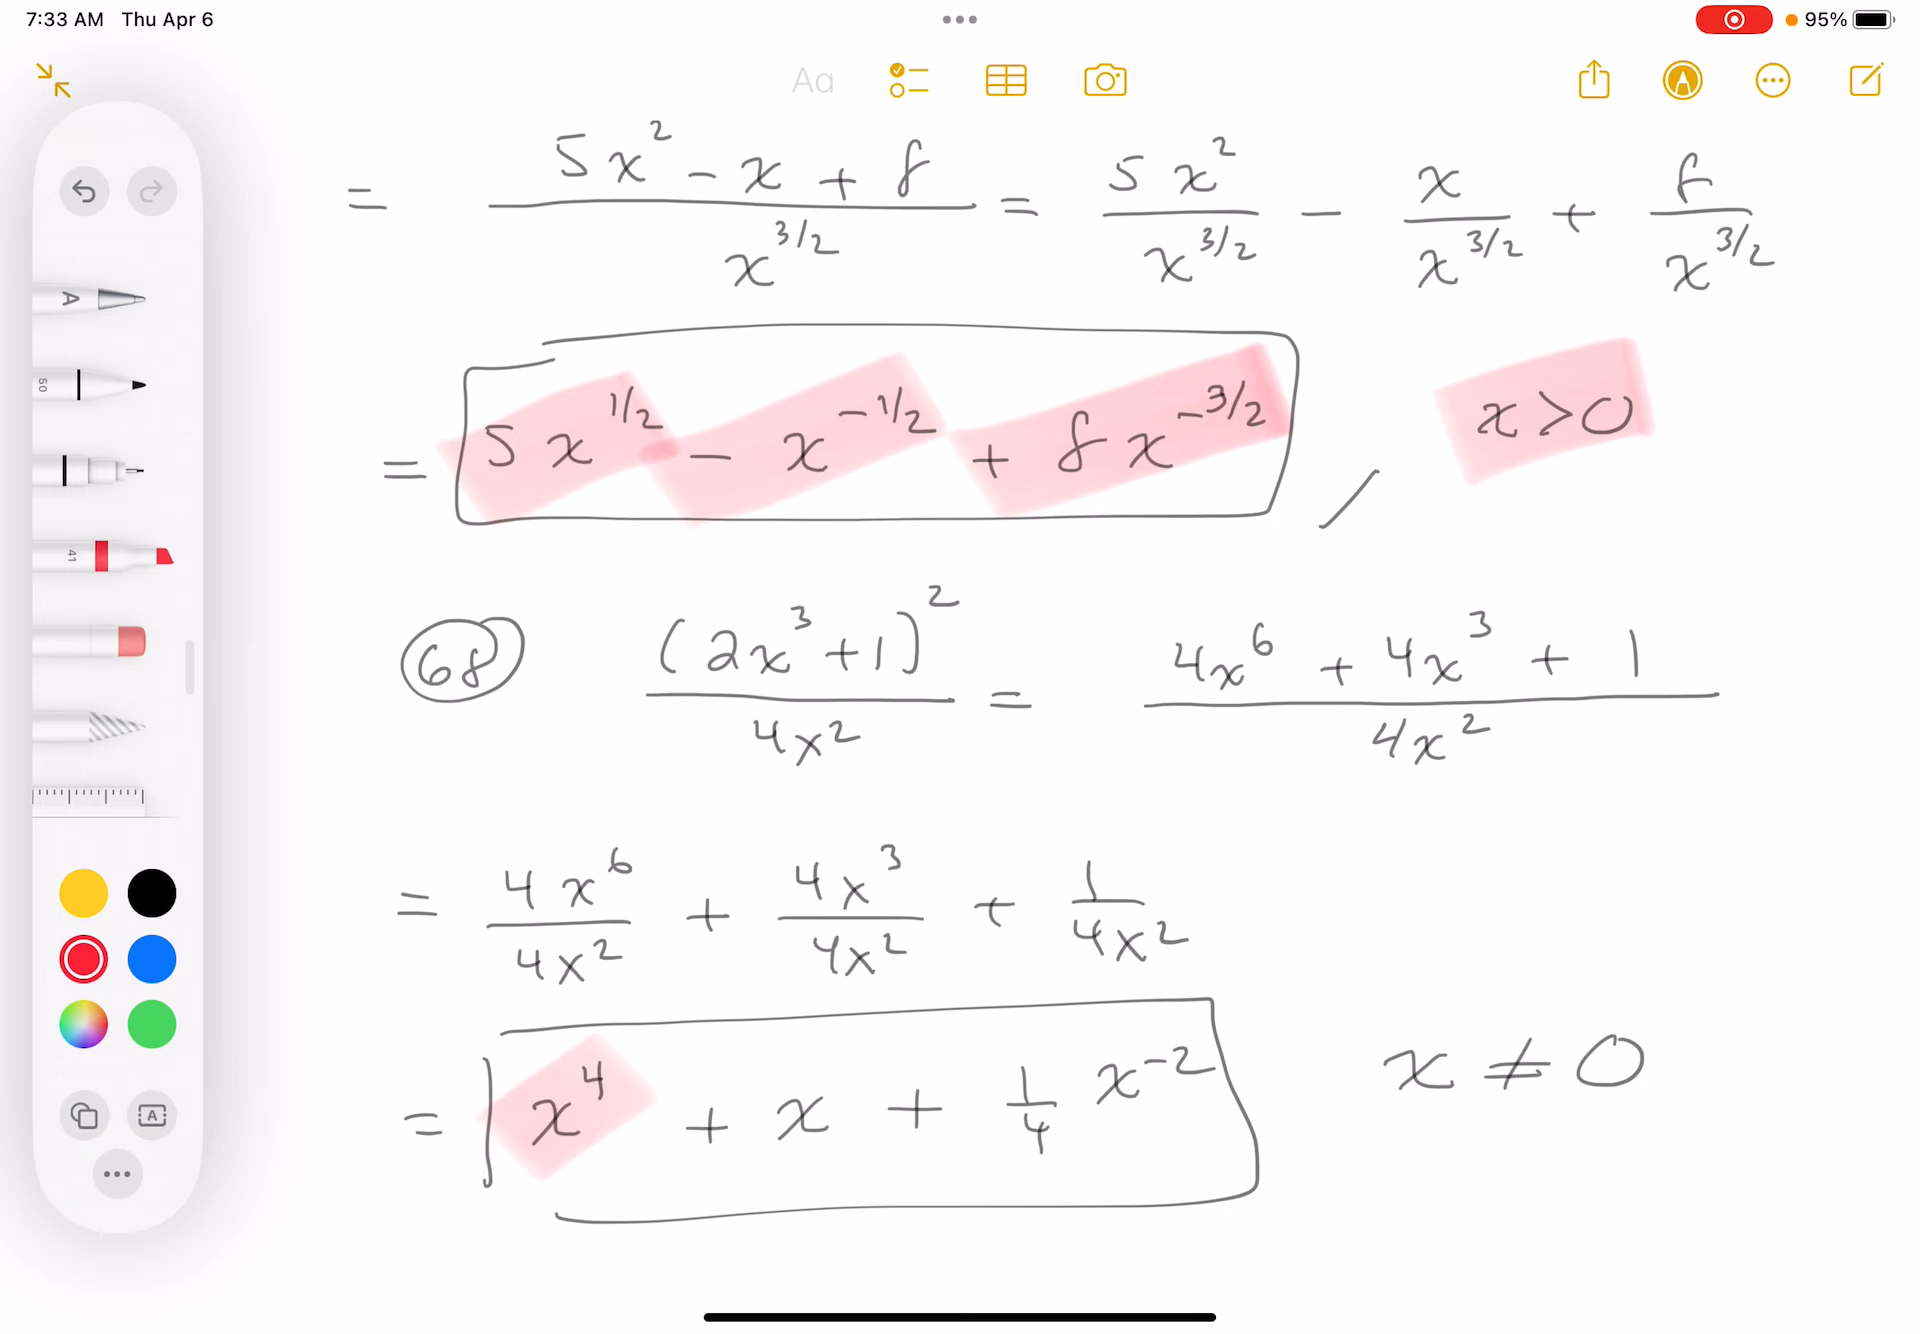 7:33 AM Thu Apr 6 95%
Aa
= (5x² - x + 8)/x^(3/2) = 5x²/x^(3/2) - x/x^(3/2) + 8/x^(3/2)
= 5x^(1/2) - x^(-1/2) + 8x^(-3/2) , x > 0
68 (2x³ + 1)²/4x² = (4x⁶ + 4x³ + 1)/4x²
= 4x⁶/4x² + 4x³/4x² + 1/4x²
= x⁴ + x + 1/4 x⁻² x ≠ 0
A
50
41
A